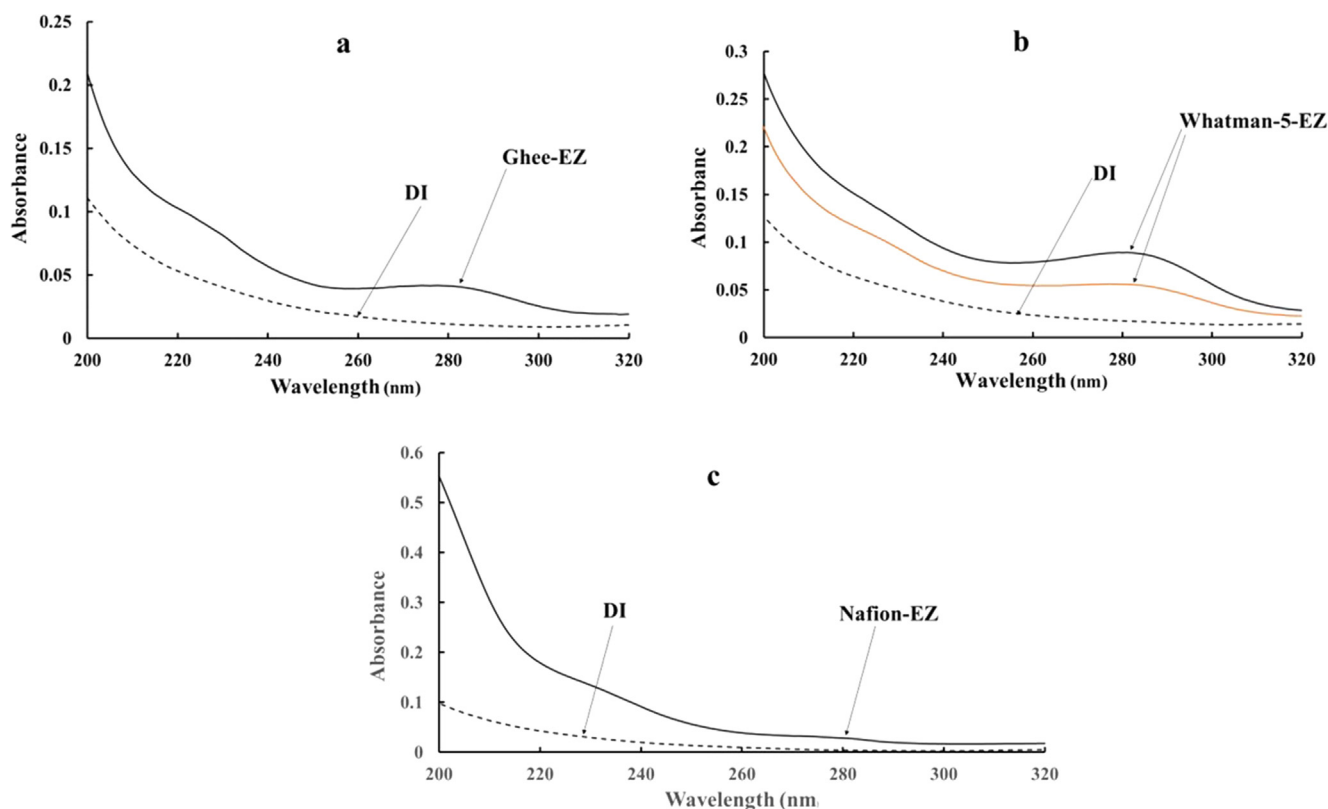 a
0.25
0.2
0.15
0.1
0.05
0
Absorbance
Ghee-EZ
DI
200 220 240 260 280 300 320
Wavelength (nm)
b
0.3
0.25
0.2
0.15
0.1
0.05
0
Absorbanc
Whatman-5-EZ
DI
200 220 240 260 280 300 320
Wavelength (nm)
c
0.6
0.5
0.4
0.3
0.2
0.1
0
Absorbance
DI
Nafion-EZ
200 220 240 260 280 300 320
Wavelength (nm